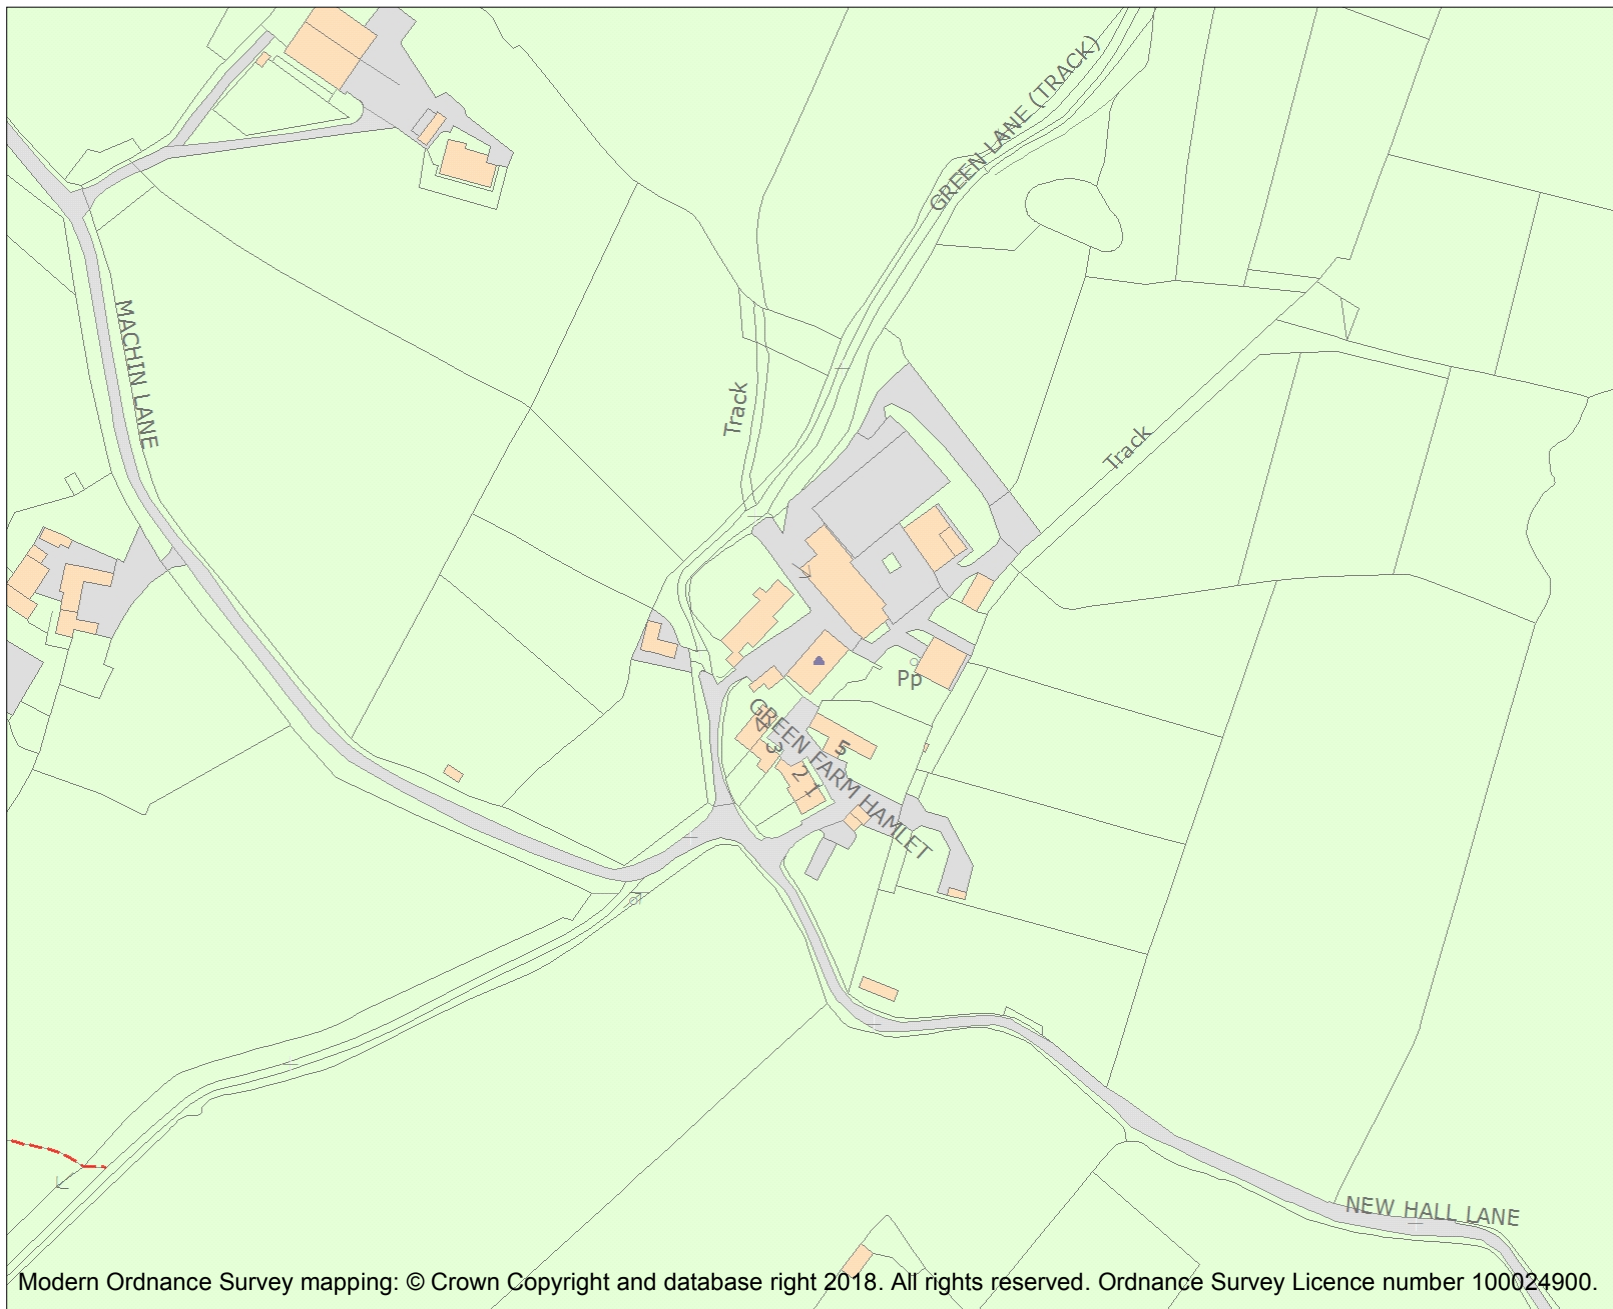 GREEN LANE (TRACK)
MACHIN LANE
Track
Track
Pp
GREEN FARM HAMLET
4
3
5
2
1
NEW HALL LANE
Modern Ordnance Survey mapping: © Crown Copyright and database right 2018. All rights reserved. Ordnance Survey Licence number 100024900.